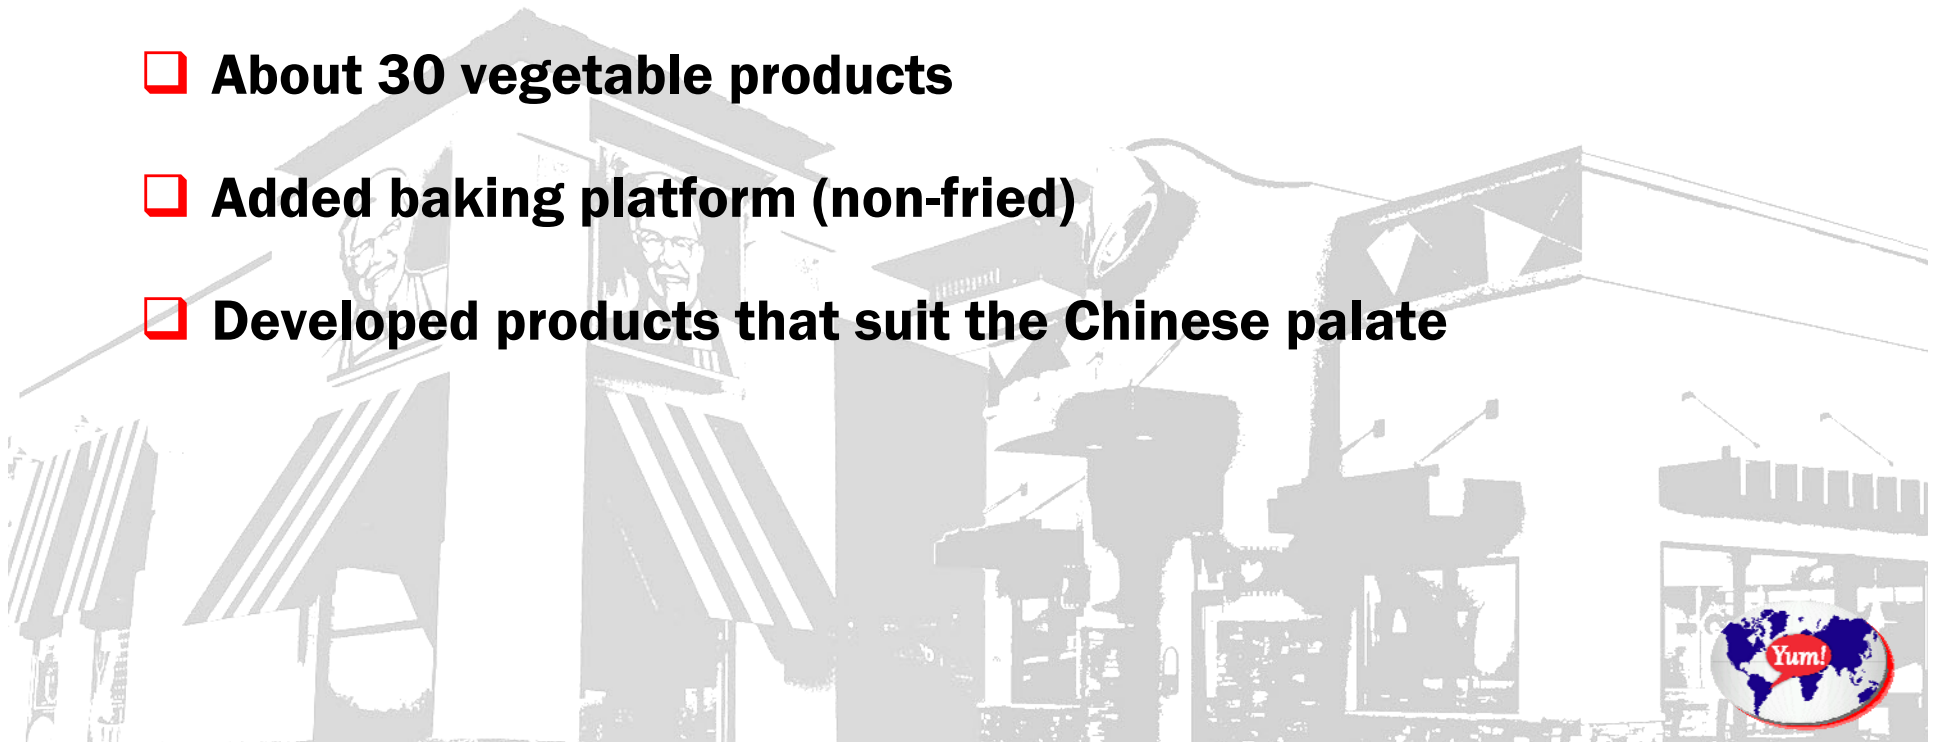 About 30 vegetable products
Added baking platform (non-fried)
Developed products that suit the Chinese palate
Yum!